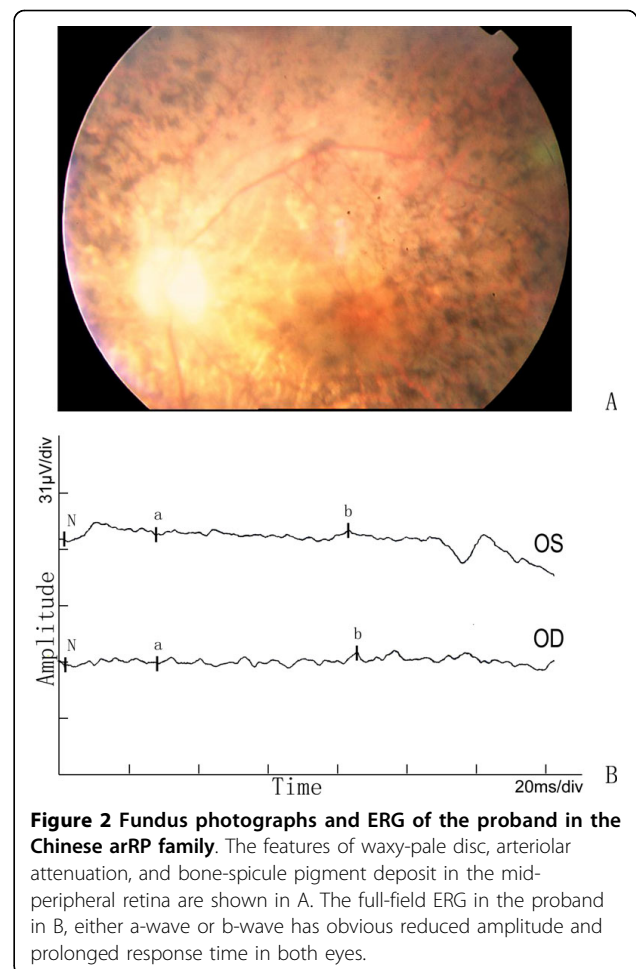 A
31μV/div
Amplitude
N
a
b
OS
N
a
b
OD
Time
20ms/div
B
Figure 2 Fundus photographs and ERG of the proband in the
Chinese arRP family. The features of waxy-pale disc, arteriolar
attenuation, and bone-spicule pigment deposit in the mid-
peripheral retina are shown in A. The full-field ERG in the proband
in B, either a-wave or b-wave has obvious reduced amplitude and
prolonged response time in both eyes.